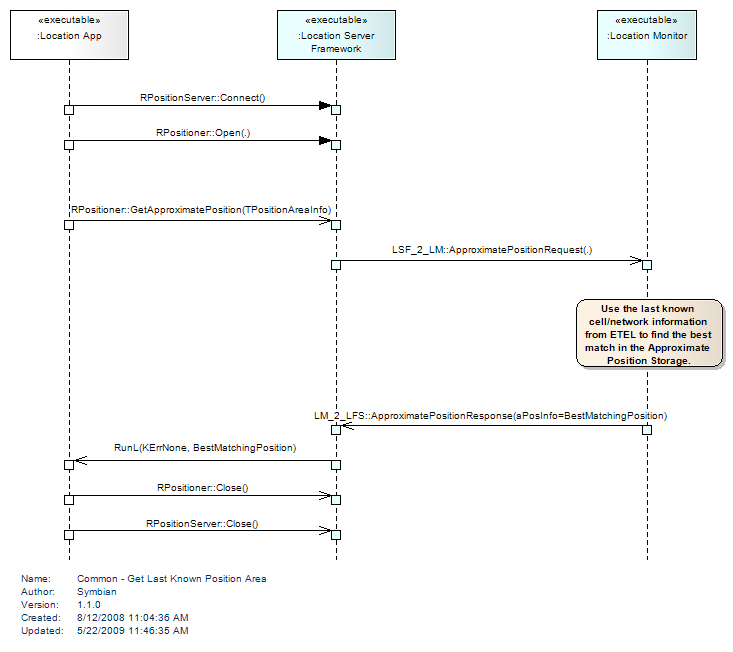 «executable»
:Location App
«executable»
:Location Server
Framework
«executable»
:Location Monitor
RPositionServer::Connect()
RPositioner::Open(.)
RPositioner::GetApproximatePosition(TPositionAreaInfo)
LSF_2_LM::ApproximatePositionRequest(.)
Use the last known
cell/network information
from ETEL to find the best
match in the Approximate
Position Storage.
LM_2_LFS::ApproximatePositionResponse(aPosInfo=BestMatchingPosition)
RunL(KErrNone, BestMatchingPosition)
RPositioner::Close()
RPositionServer::Close()
Name: Common - Get Last Known Position Area
Author: Symbian
Version: 1.1.0
Created: 8/12/2008 11:04:36 AM
Updated: 5/22/2009 11:46:35 AM